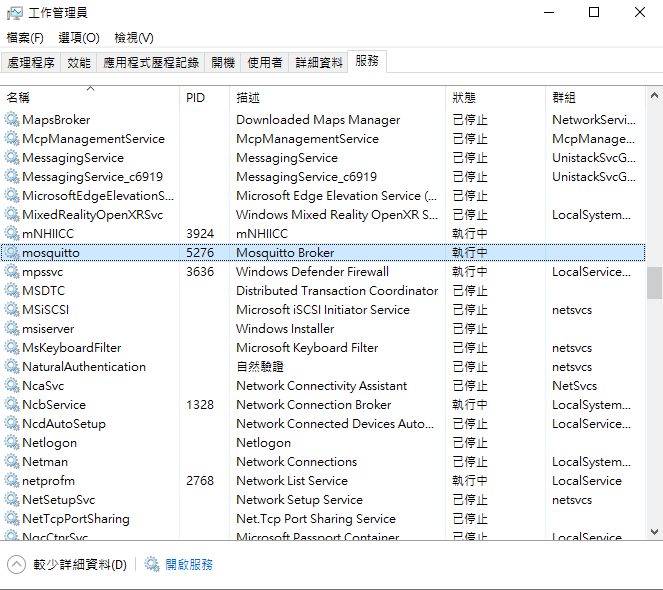 工作管理員
檔案(F) 選項(O) 檢視(V)
處理程序 效能 應用程式歷程記錄 開機 使用者 詳細資料 服務
名稱 PID 描述 狀態 群組
MapsBroker Downloaded Maps Manager 已停止 NetworkServi...
McpManagementService McpManagementService 已停止 McpManage...
MessagingService MessagingService 已停止 UnistackSvcG...
MessagingService_c6919 MessagingService_c6919 已停止 UnistackSvcG...
MicrosoftEdgeElevationS... Microsoft Edge Elevation Service (... 已停止
MixedRealityOpenXRSvc Windows Mixed Reality OpenXR S... 已停止 LocalSystem...
mNHIICC 3924 mNHIICC 執行中
mosquitto 5276 Mosquitto Broker 執行中
mpssvc 3636 Windows Defender Firewall 執行中 LocalService...
MSDTC Distributed Transaction Coordinator 已停止
MSiSCSI Microsoft iSCSI Initiator Service 已停止 netsvcs
msiserver Windows Installer 已停止
MsKeyboardFilter Microsoft Keyboard Filter 已停止 netsvcs
NaturalAuthentication 自然驗證 已停止 netsvcs
NcaSvc Network Connectivity Assistant 已停止 NetSvcs
NcbService 1328 Network Connection Broker 執行中 LocalSystem...
NcdAutoSetup Network Connected Devices Auto... 已停止 LocalService...
Netlogon Netlogon 已停止
Netman Network Connections 已停止 LocalSystem...
netprofm 2768 Network List Service 執行中 LocalService
NetSetupSvc Network Setup Service 已停止 netsvcs
NetTcpPortSharing Net.Tcp Port Sharing Service 已停止
NgcCtnrSvc Microsoft Passport Container 已停止 LocalService...
較少詳細資料(D) 開啟服務